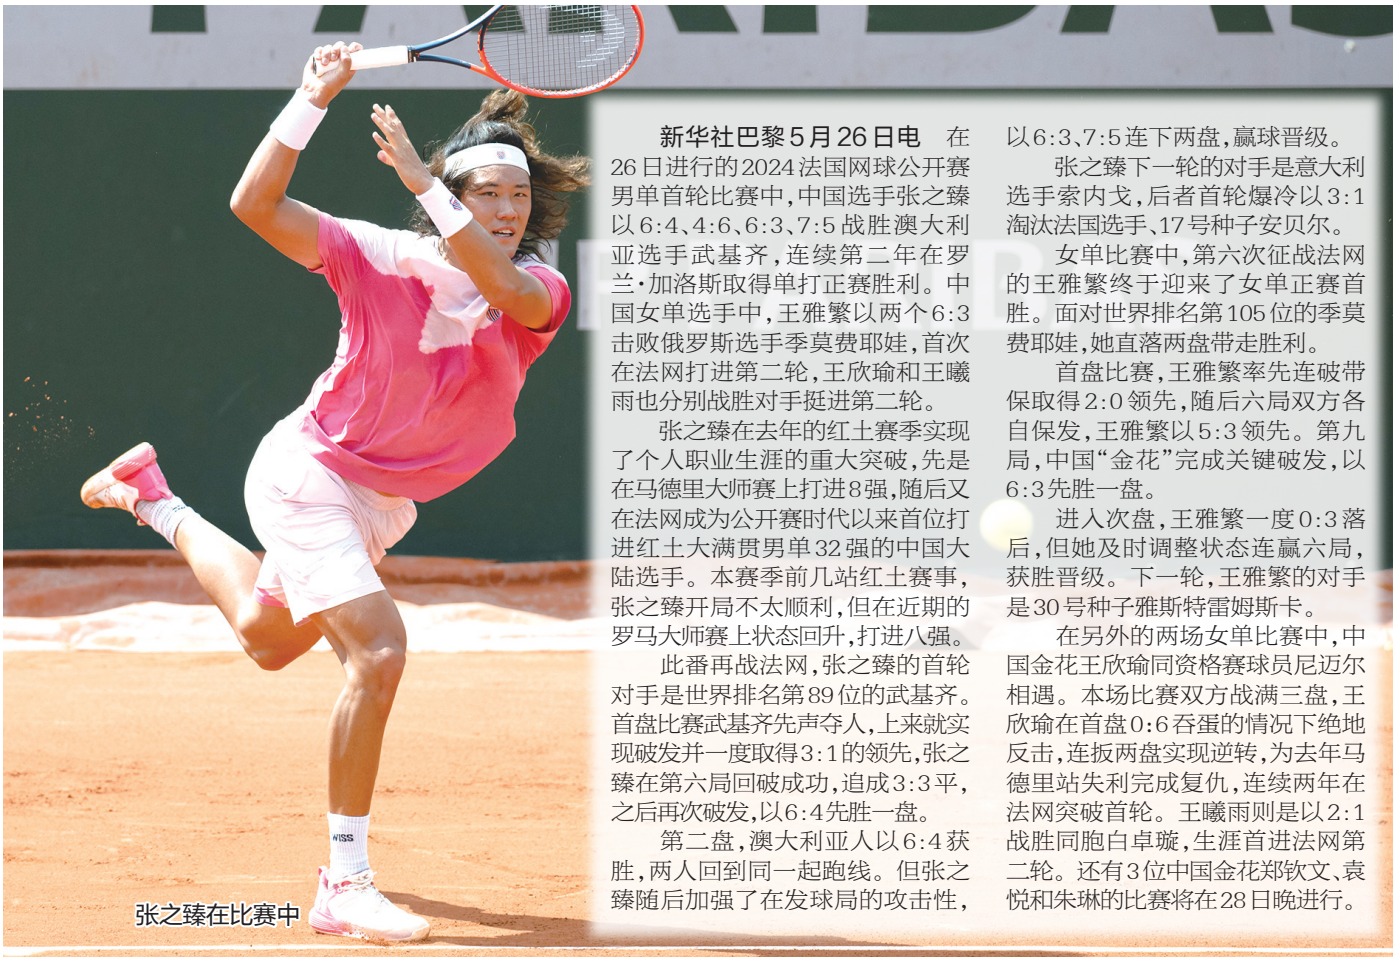 新华社巴黎5月26日电 在
26日进行的2024法国网球公开赛
男单首轮比赛中,中国选手张之臻
以6:4、4:6、6:3、7:5战胜澳大利
亚选手武基齐,连续第二年在罗
兰·加洛斯取得单打正赛胜利。中
国女单选手中,王雅繁以两个6:3
击败俄罗斯选手季莫费耶娃,首次
在法网打进第二轮,王欣瑜和王曦
雨也分别战胜对手挺进第二轮。
张之臻在去年的红土赛季实现
了个人职业生涯的重大突破,先是
在马德里大师赛上打进8强,随后又
在法网成为公开赛时代以来首位打
进红土大满贯男单32强的中国大
陆选手。本赛季前几站红土赛事,
张之臻开局不太顺利,但在近期的
罗马大师赛上状态回升,打进八强。
此番再战法网,张之臻的首轮
对手是世界排名第89位的武基齐。
首盘比赛武基齐先声夺人,上来就实
现破发并一度取得3:1的领先,张之
臻在第六局回破成功,追成3:3平,
之后再次破发,以6:4先胜一盘。
第二盘,澳大利亚人以6:4获
胜,两人回到同一起跑线。但张之
臻随后加强了在发球局的攻击性,
以6:3、7:5连下两盘,赢球晋级。
张之臻下一轮的对手是意大利
选手索内戈,后者首轮爆冷以3:1
淘汰法国选手、17号种子安贝尔。
女单比赛中,第六次征战法网
的王雅繁终于迎来了女单正赛首
胜。面对世界排名第105位的季莫
费耶娃,她直落两盘带走胜利。
首盘比赛,王雅繁率先连破带
保取得2:0领先,随后六局双方各
自保发,王雅繁以5:3领先。第九
局,中国“金花”完成关键破发,以
6:3先胜一盘。
进入次盘,王雅繁一度0:3落
后,但她及时调整状态连赢六局,
获胜晋级。下一轮,王雅繁的对手
是30号种子雅斯特雷姆斯卡。
在另外的两场女单比赛中,中
国金花王欣瑜同资格赛球员尼迈尔
相遇。本场比赛双方战满三盘,王
欣瑜在首盘0:6吞蛋的情况下绝地
反击,连扳两盘实现逆转,为去年马
德里站失利完成复仇,连续两年在
法网突破首轮。王曦雨则是以2:1
战胜同胞白卓璇,生涯首进法网第
二轮。还有3位中国金花郑钦文、袁
悦和朱琳的比赛将在28日晚进行。
张之臻在比赛中